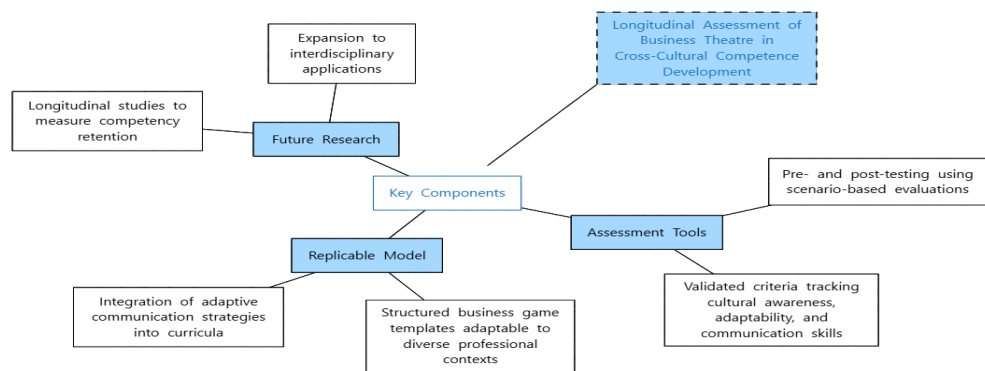 Longitudinal Assessment of
Business Theatre in
Cross-Cultural Competence
Development
Expansion to
interdisciplinary
applications
Longitudinal studies to
measure competency
retention
Future Research
Key Components
Pre- and post-testing using
scenario-based evaluations
Assessment Tools
Replicable Model
Integration of adaptive
communication strategies
into curricula
Structured business game
templates adaptable to
diverse professional
contexts
Validated criteria tracking
cultural awareness,
adaptability, and
communication skills